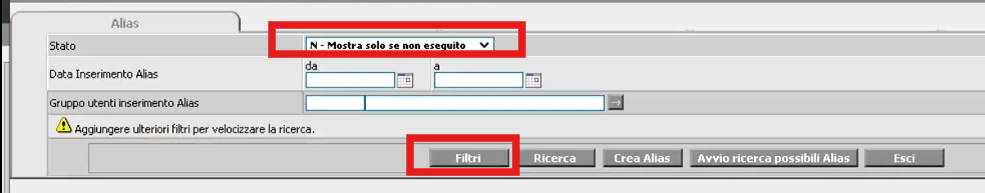 Alias
Stato N - Mostra solo se non eseguito
da a
Data Inserimento Alias
Gruppo utenti inserimento Alias
Aggiungere ulteriori filtri per velocizzare la ricerca.
Filtri Ricerca Crea Alias Avvio ricerca possibili Alias Esci